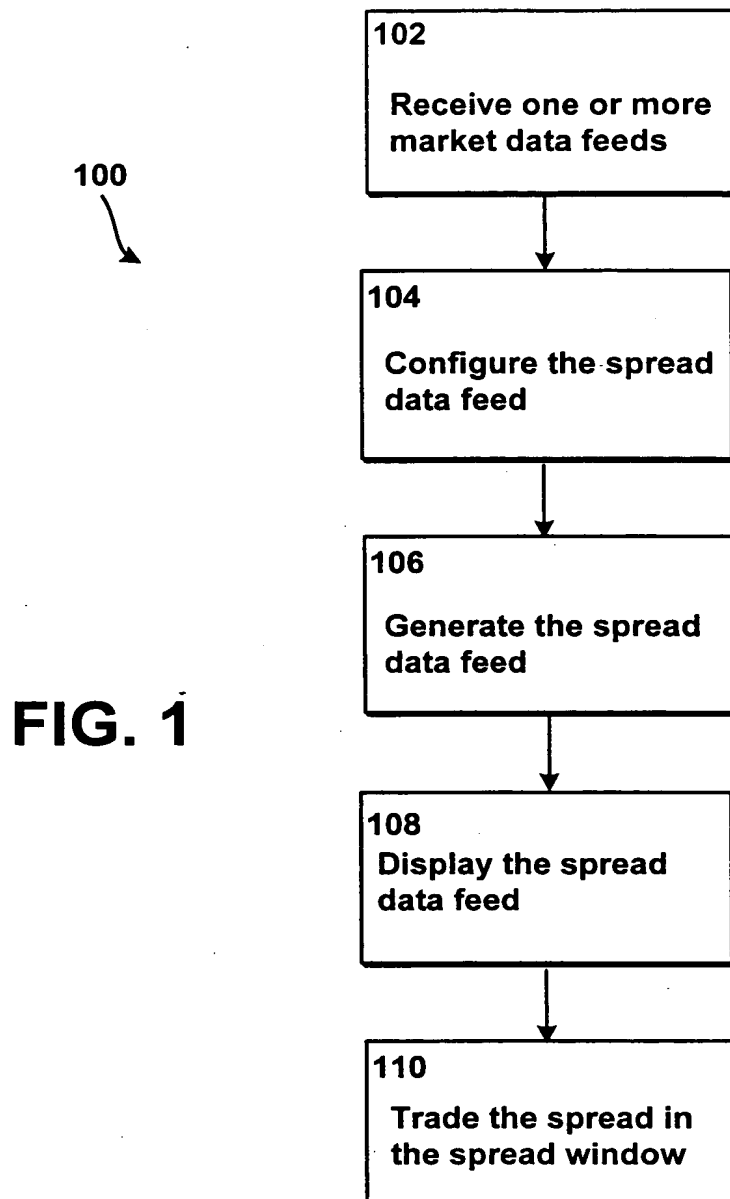 102
Receive one or more
market data feeds
100
104
Configure the spread
data feed
106
Generate the spread
data feed
FIG. 1
108
Display the spread
data feed
110
Trade the spread in
the spread window